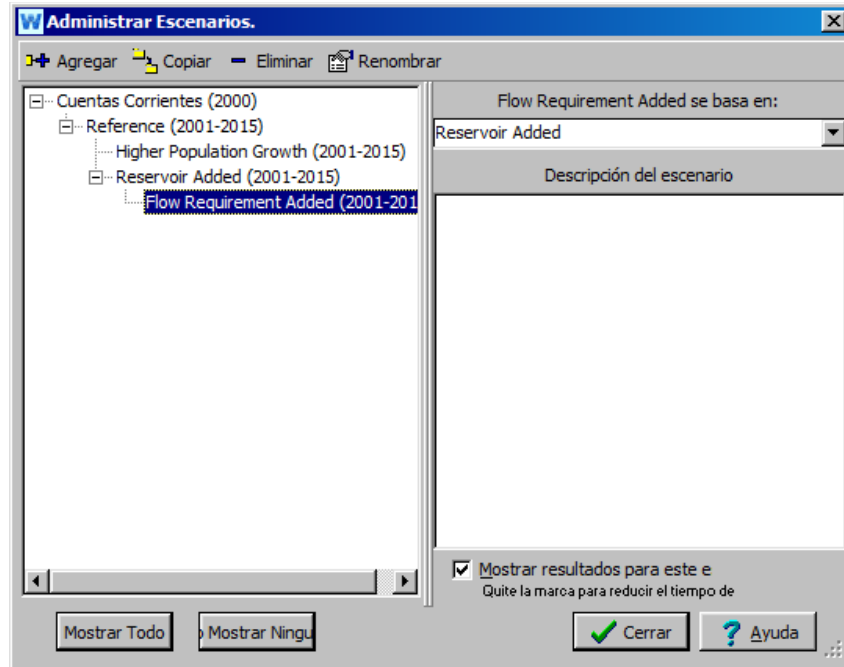 Administrar Escenarios.
Agregar Copiar Eliminar Renombrar
Cuentas Corrientes (2000)
Reference (2001-2015)
Higher Population Growth (2001-2015)
Reservoir Added (2001-2015)
Flow Requirement Added (2001-201
Flow Requirement Added se basa en:
Reservoir Added
Descripción del escenario
Mostrar resultados para este e
Quite la marca para reducir el tiempo de
Mostrar Todo
o Mostrar Ningu
Cerrar
Ayuda